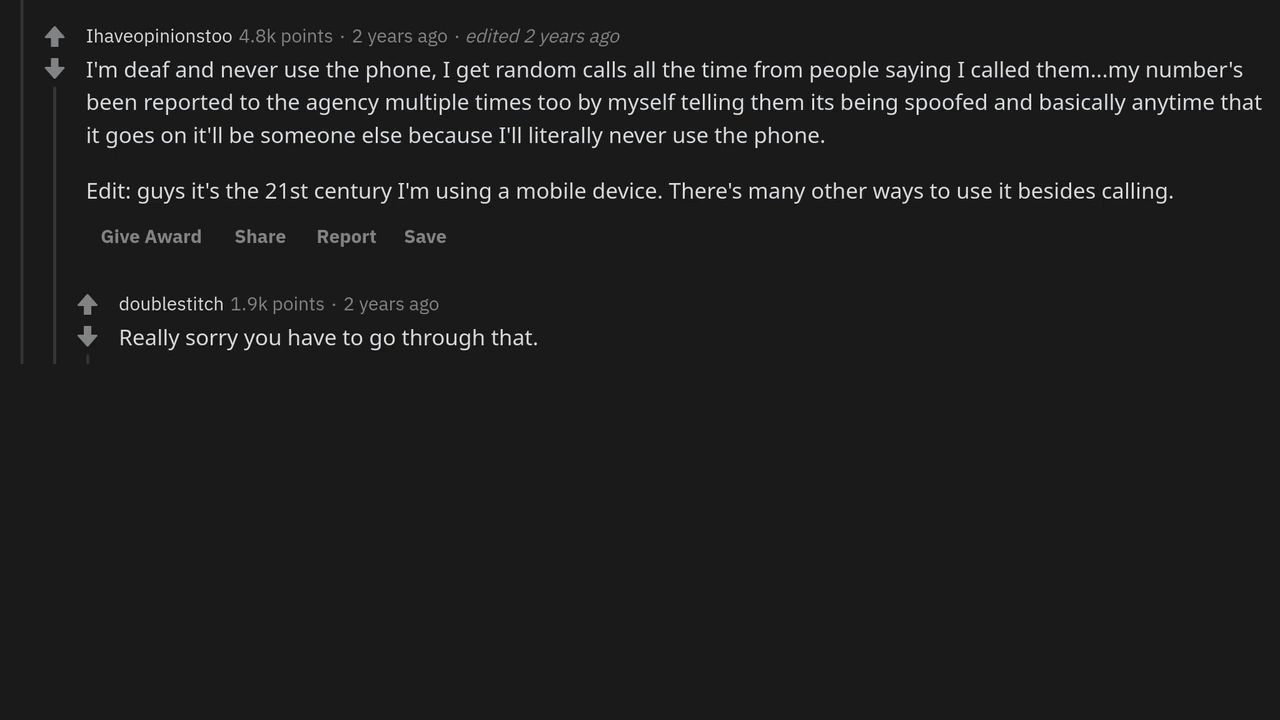 Ihaveopinionstoo 4.8k points · 2 years ago · edited 2 years ago
I'm deaf and never use the phone, I get random calls all the time from people saying I called them...my number's
been reported to the agency multiple times too by myself telling them its being spoofed and basically anytime that
it goes on it'll be someone else because I'll literally never use the phone.
Edit: guys it's the 21st century I'm using a mobile device. There's many other ways to use it besides calling.
Give Award Share Report Save
doublestitch 1.9k points · 2 years ago
Really sorry you have to go through that.